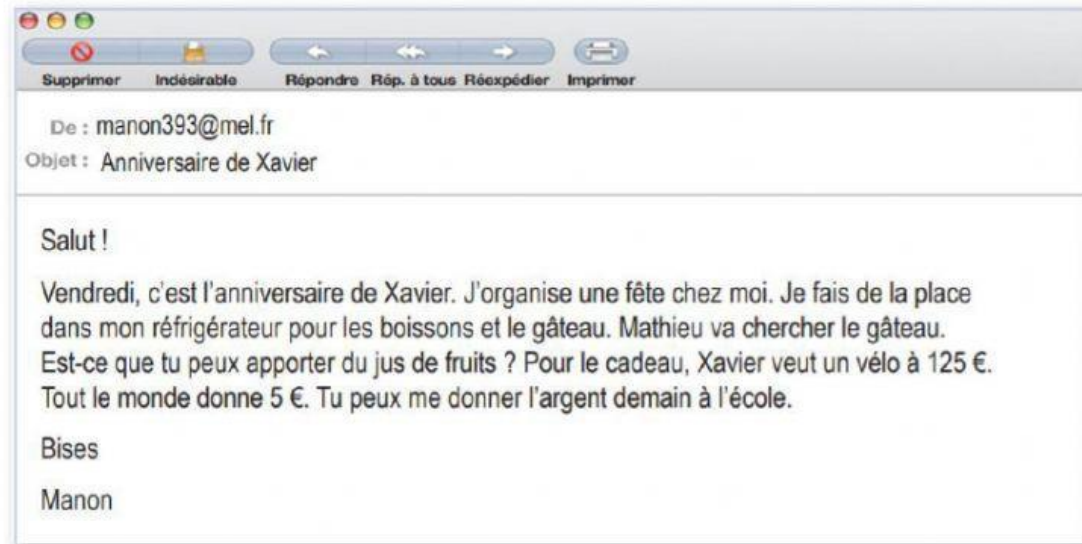 Supprimer Indésirable Répondre Rép. à tous Réexpédier Imprimer
De : manon393@mel.fr
Objet : Anniversaire de Xavier
Salut !
Vendredi, c'est l'anniversaire de Xavier. J'organise une fête chez moi. Je fais de la place
dans mon réfrigérateur pour les boissons et le gâteau. Mathieu va chercher le gâteau.
Est-ce que tu peux apporter du jus de fruits ? Pour le cadeau, Xavier veut un vélo à 125 €.
Tout le monde donne 5 €. Tu peux me donner l'argent demain à l'école.
Bises
Manon